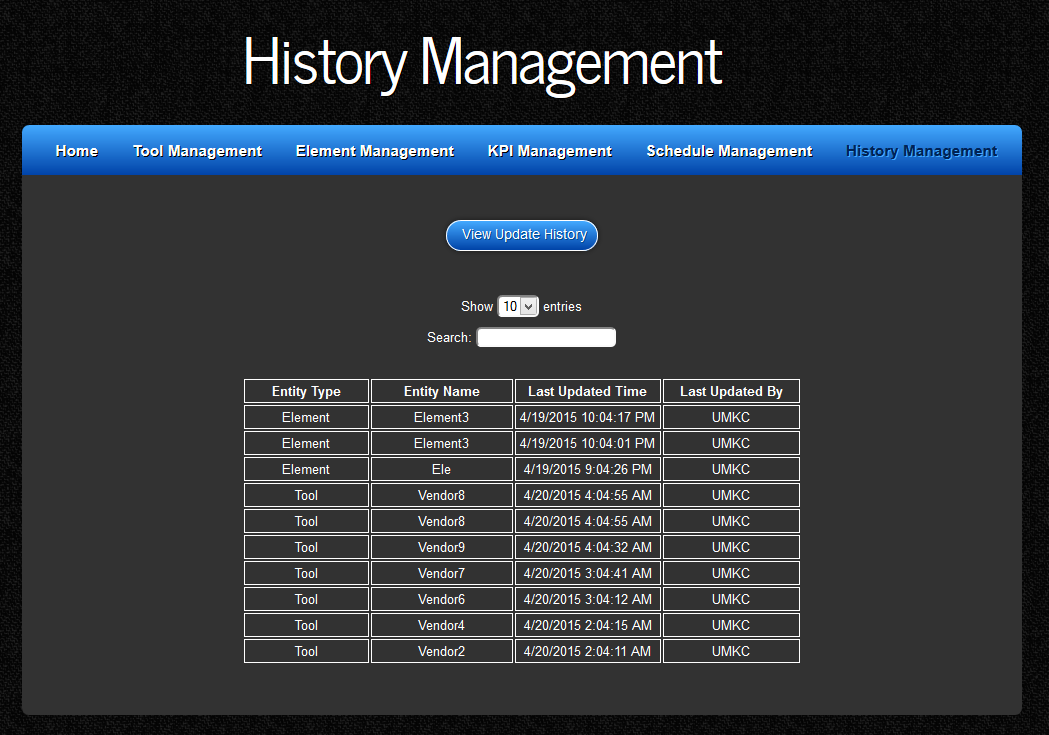 History Management
Home Tool Management Element Management KPI Management Schedule Management History Management
View Update History
Show 10 entries
Search:
Entity Type Entity Name Last Updated Time Last Updated By
Element Element3 4/19/2015 10:04:17 PM UMKC
Element Element3 4/19/2015 10:04:01 PM UMKC
Element Ele 4/19/2015 9:04:26 PM UMKC
Tool Vendor8 4/20/2015 4:04:55 AM UMKC
Tool Vendor8 4/20/2015 4:04:55 AM UMKC
Tool Vendor9 4/20/2015 4:04:32 AM UMKC
Tool Vendor7 4/20/2015 3:04:41 AM UMKC
Tool Vendor6 4/20/2015 3:04:12 AM UMKC
Tool Vendor4 4/20/2015 2:04:15 AM UMKC
Tool Vendor2 4/20/2015 2:04:11 AM UMKC